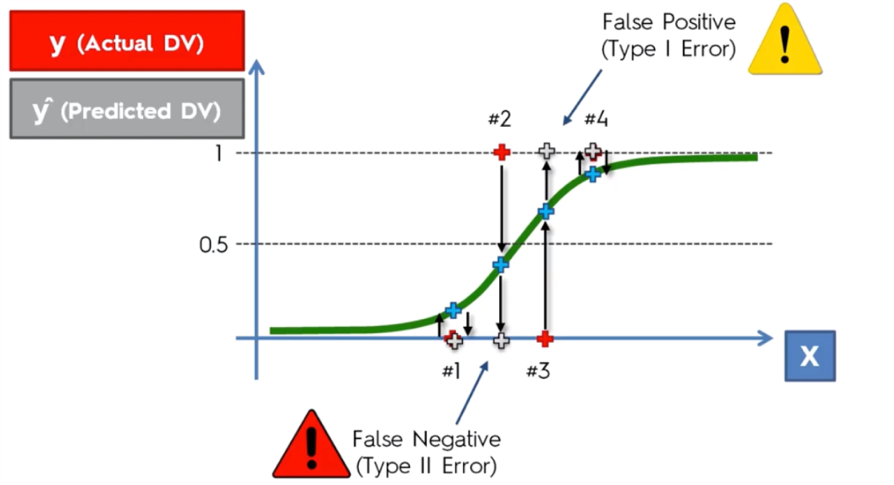 y (Actual DV)
ŷ (Predicted DV)
False Positive
(Type I Error)
!
#2
#4
1
0.5
#1
#3
X
!
False Negative
(Type II Error)